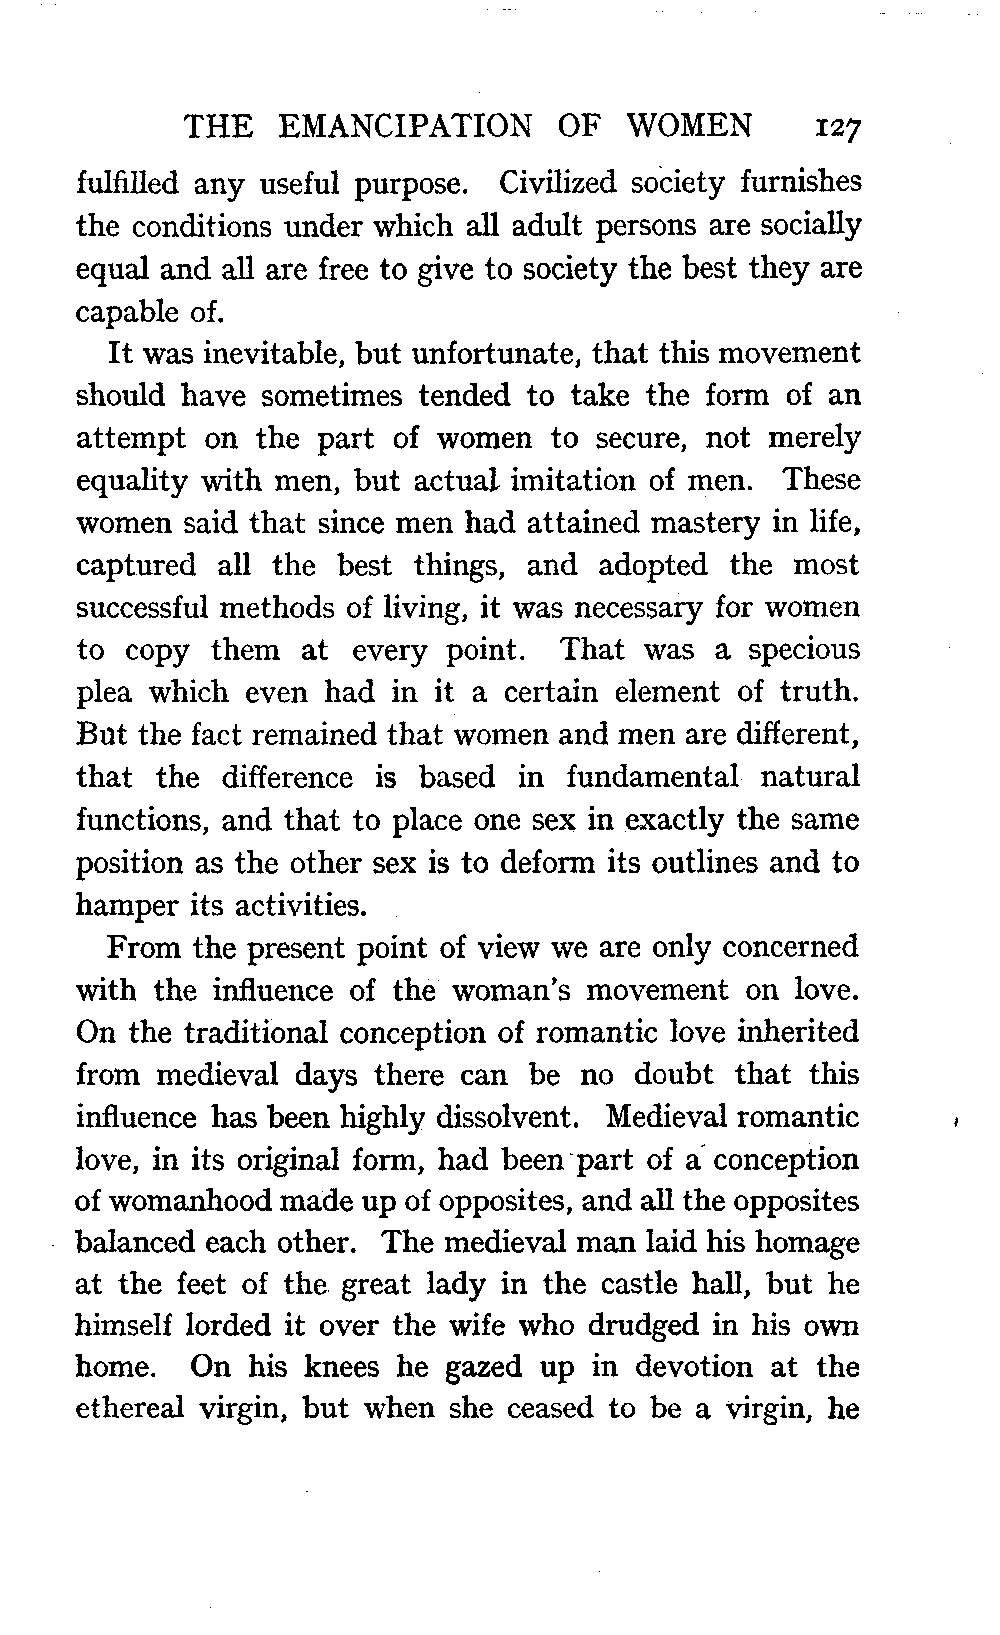 THE EMANCIPATION OF WOMEN 127
fulfilled any useful purpose. Civilized society furnishes
the conditions under which all adult persons are socially
equal and all are free to give to society the best they are
capable of.
It was inevitable, but unfortunate, that this movement
should have sometimes tended to take the form of an
attempt on the part of women to secure, not merely
equality with men, but actual imitation of men. These
women said that since men had attained mastery in life,
captured all the best things, and adopted the most
successful methods of living, it was necessary for women
to copy them at every point. That was a specious
plea which even had in it a certain element of truth.
But the fact remained that women and men are different,
that the difference is based in fundamental natural
functions, and that to place one sex in exactly the same
position as the other sex is to deform its outlines and to
hamper its activities.
From the present point of view we are only concerned
with the influence of the woman's movement on love.
On the traditional conception of romantic love inherited
from medieval days there can be no doubt that this
influence has been highly dissolvent. Medieval romantic
love, in its original form, had been part of a conception
of womanhood made up of opposites, and all the opposites
balanced each other. The medieval man laid his homage
at the feet of the great lady in the castle hall, but he
himself lorded it over the wife who drudged in his own
home. On his knees he gazed up in devotion at the
ethereal virgin, but when she ceased to be a virgin, he